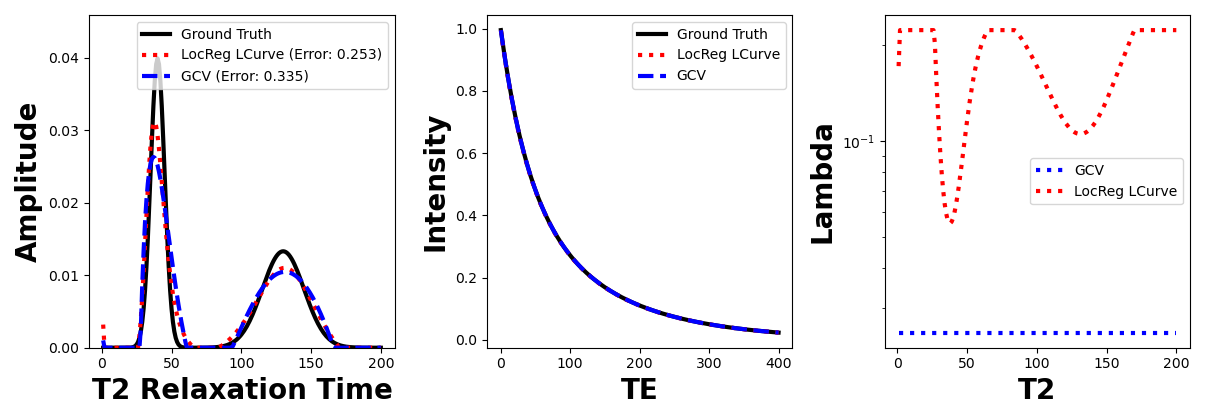 Amplitude
0.04
0.03
0.02
0.01
0.00
Ground Truth
LocReg LCurve (Error: 0.253)
GCV (Error: 0.335)
0 50 100 150 200
T2 Relaxation Time
Intensity
1.0
0.8
0.6
0.4
0.2
0.0
Ground Truth
LocReg LCurve
GCV
0 100 200 300 400
TE
Lambda
10⁻¹
GCV
LocReg LCurve
0 50 100 150 200
T2